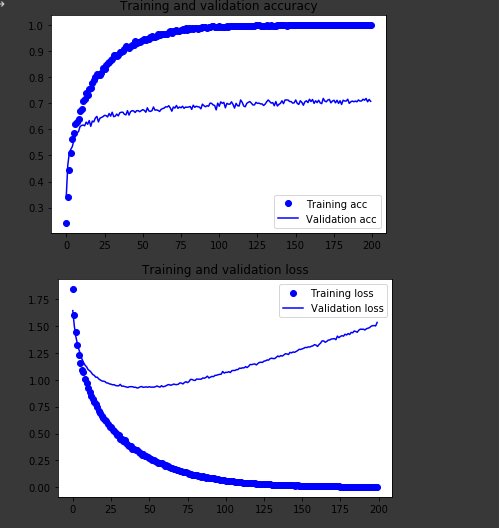 Training and validation accuracy
1.0
0.9
0.8
0.7
0.6
0.5
0.4
0.3
Training acc
Validation acc
0 25 50 75 100 125 150 175 200
Training and validation loss
1.75
1.50
1.25
1.00
0.75
0.50
0.25
0.00
Training loss
Validation loss
0 25 50 75 100 125 150 175 200